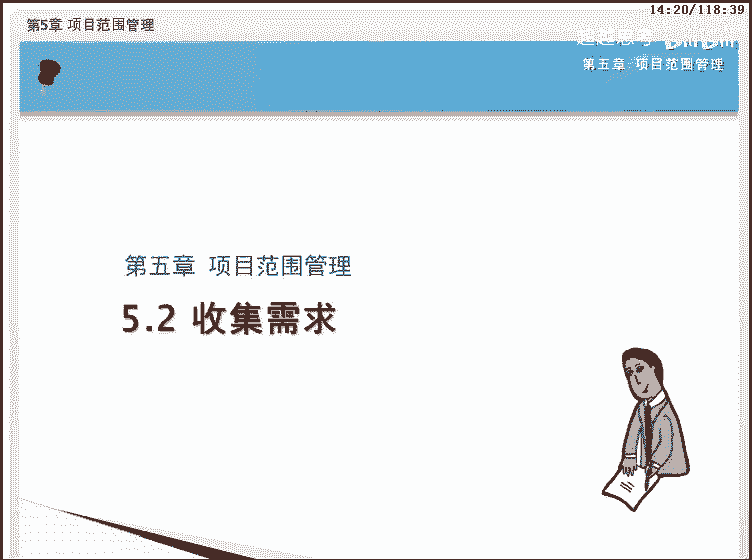 14:20/118:39
第5章 项目范围管理
第五章 项目范围管理
第五章 项目范围管理
5.2 收集需求